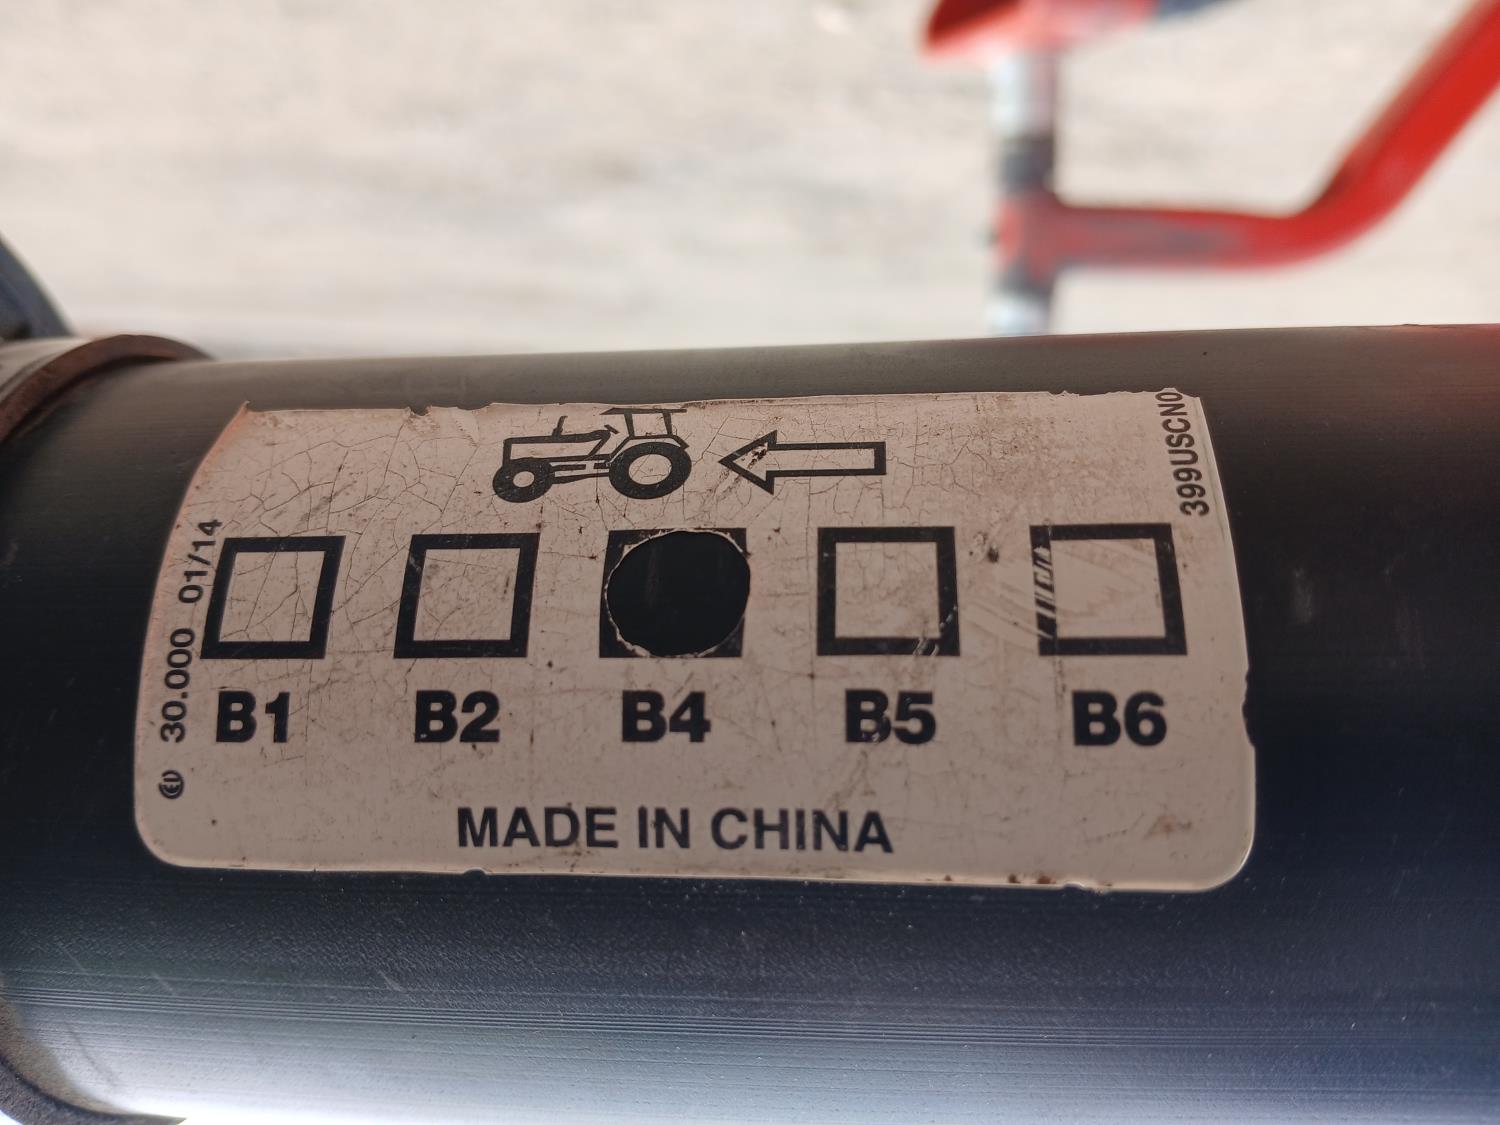 399USCN0
30.000 01/14
B1 B2 B4 B5 B6
MADE IN CHINA